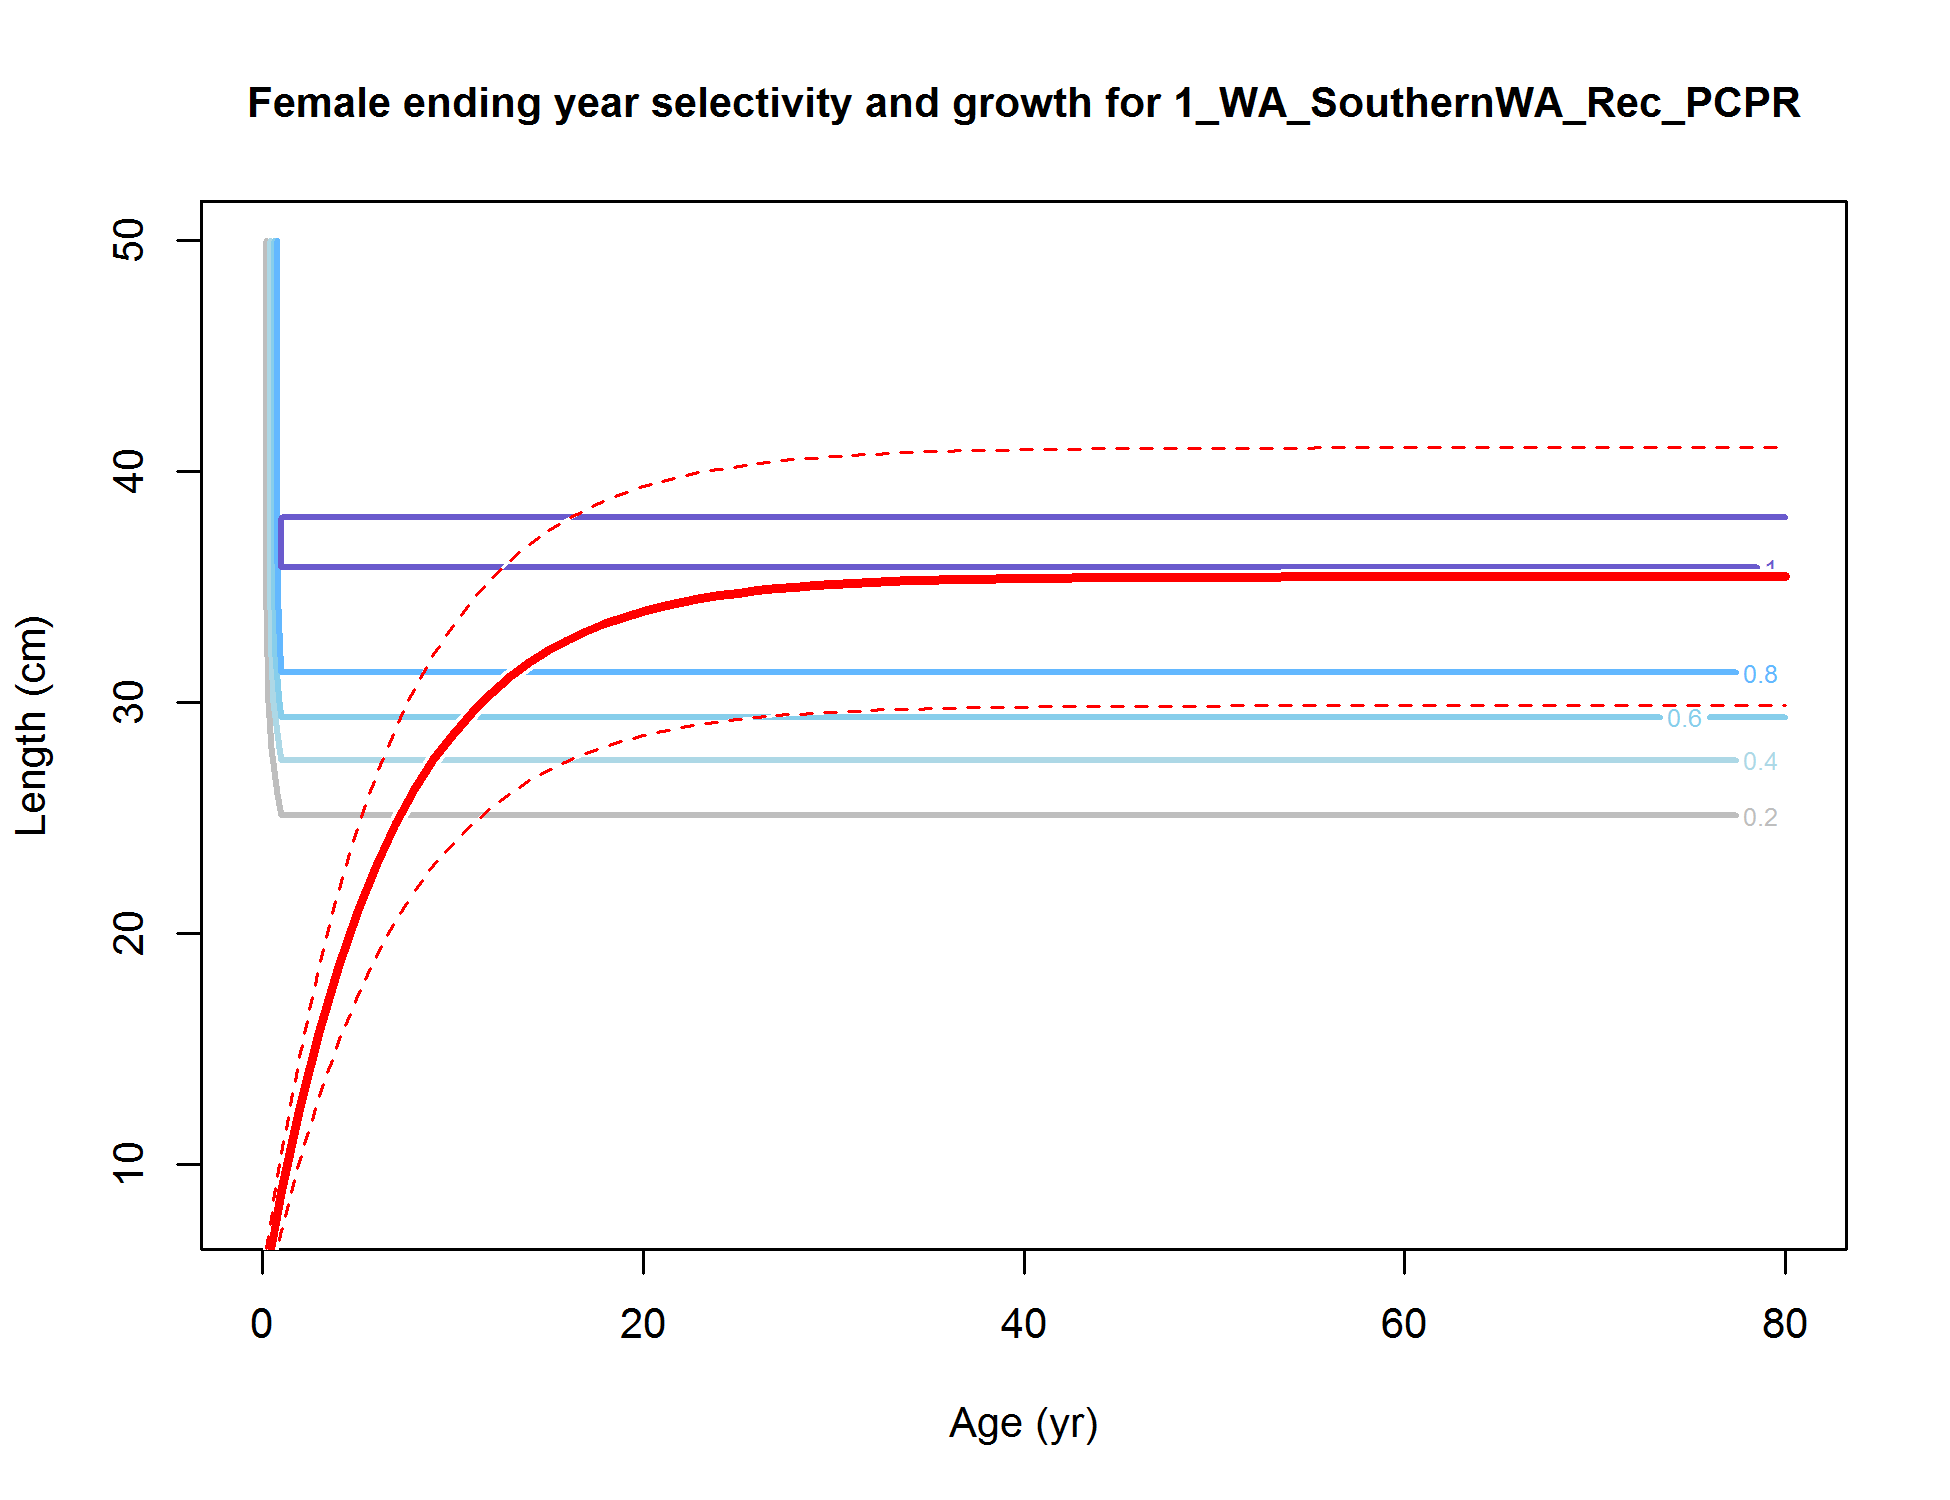 Female ending year selectivity and growth for 1_WA_SouthernWA_Rec_PCPR
50
40
30
20
10
Length (cm)
1
0.8
0.6
0.4
0.2
0 20 40 60 80
Age (yr)